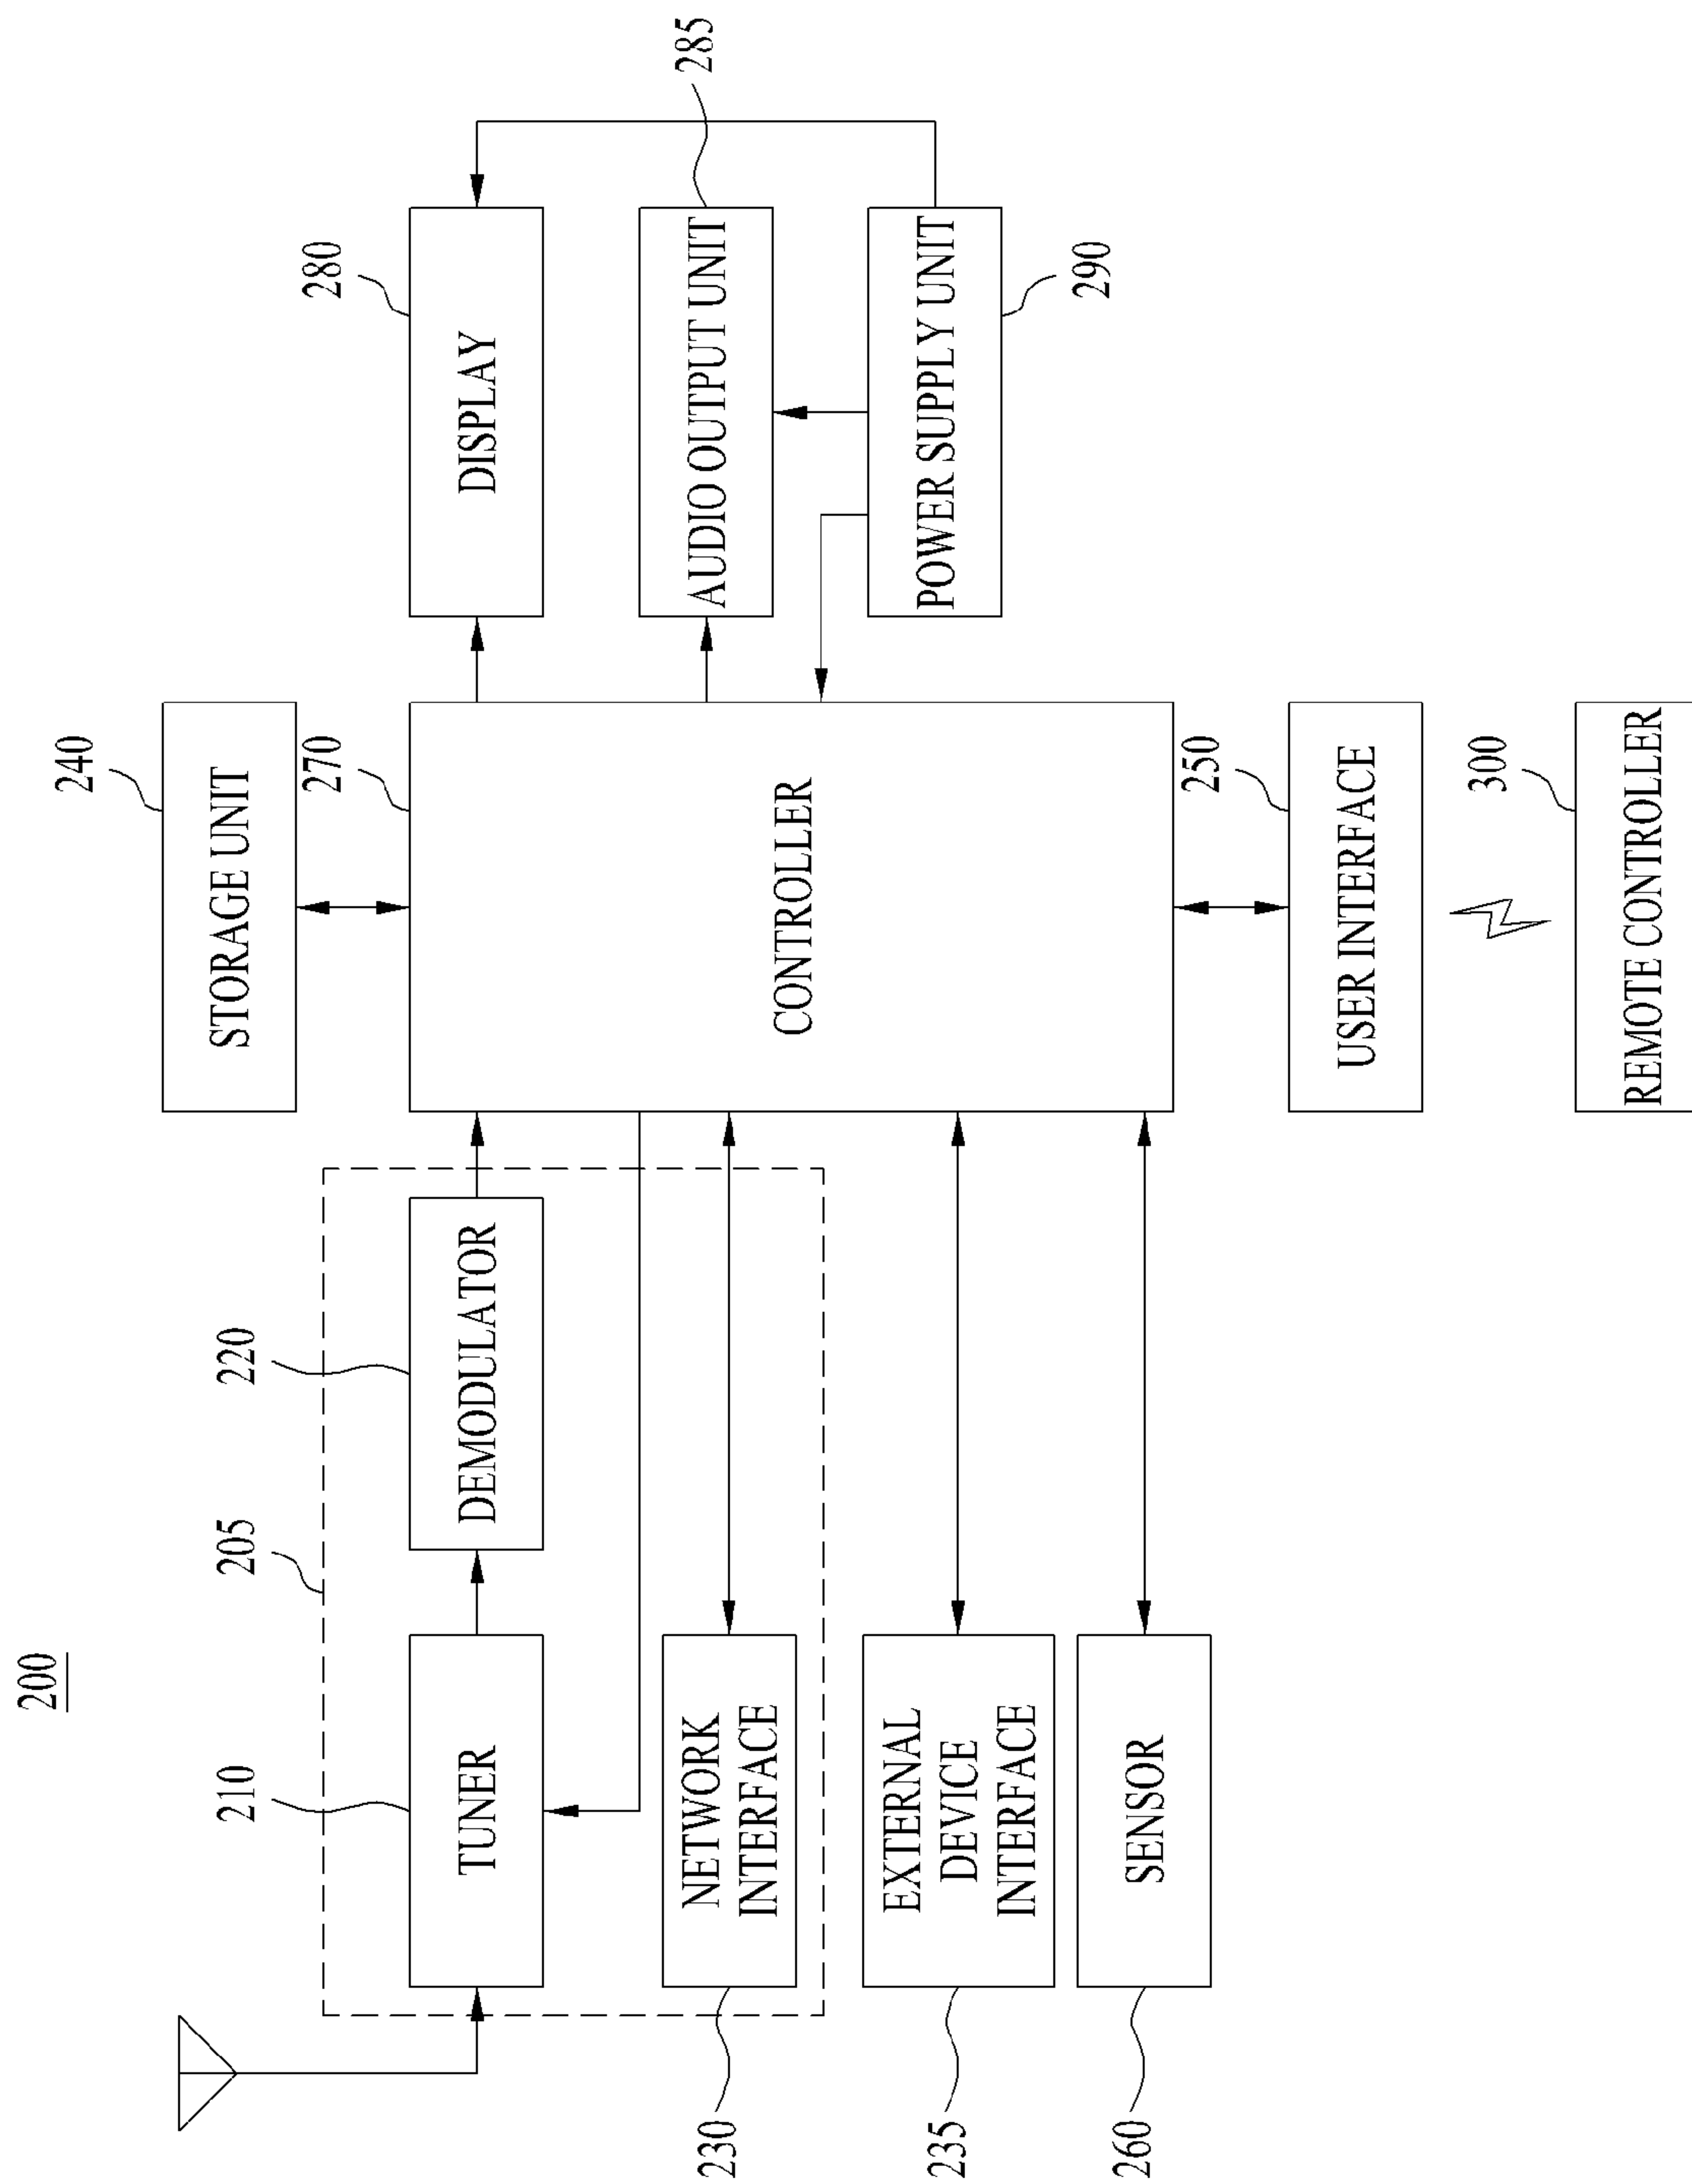 200
240
STORAGE UNIT
205
210
220
270
280
TUNER
DEMODULATOR
DISPLAY
285
NETWORK
INTERFACE
230
CONTROLLER
AUDIO OUTPUT UNIT
EXTERNAL
DEVICE
INTERFACE
235
POWER SUPPLY UNIT
290
SENSOR
260
250
USER INTERFACE
300
REMOTE CONTROLLER